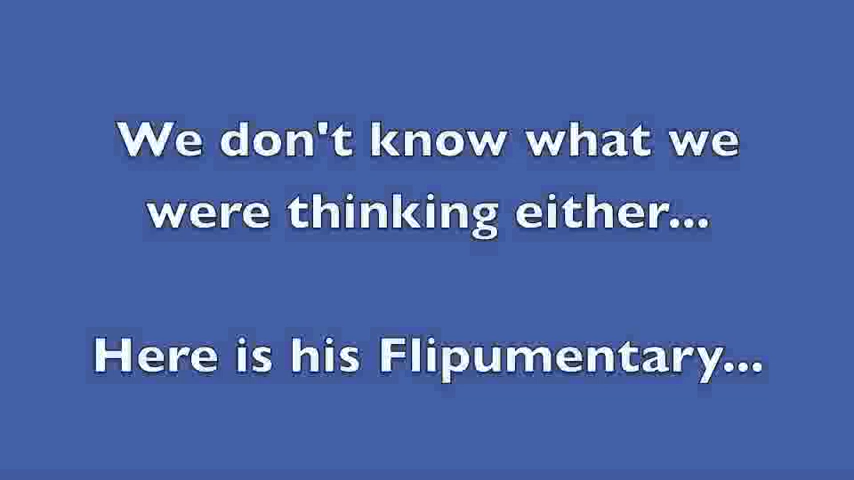 We don't know what we
were thinking either...
Here is his Flipumentary...